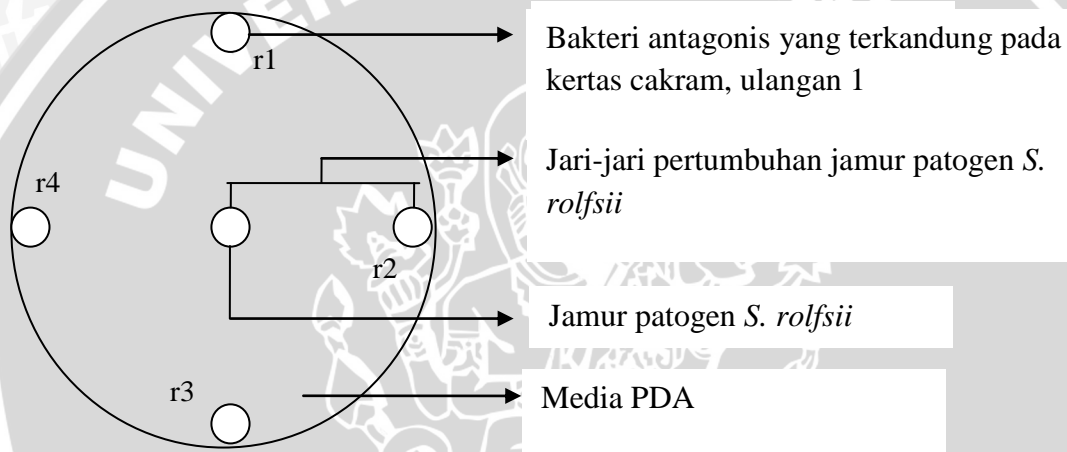 UNIVER
r1
r4
r2
r3
Bakteri antagonis yang terkandung pada
kertas cakram, ulangan 1
Jari-jari pertumbuhan jamur patogen S.
rolfsii
Jamur patogen S. rolfsii
Media PDA